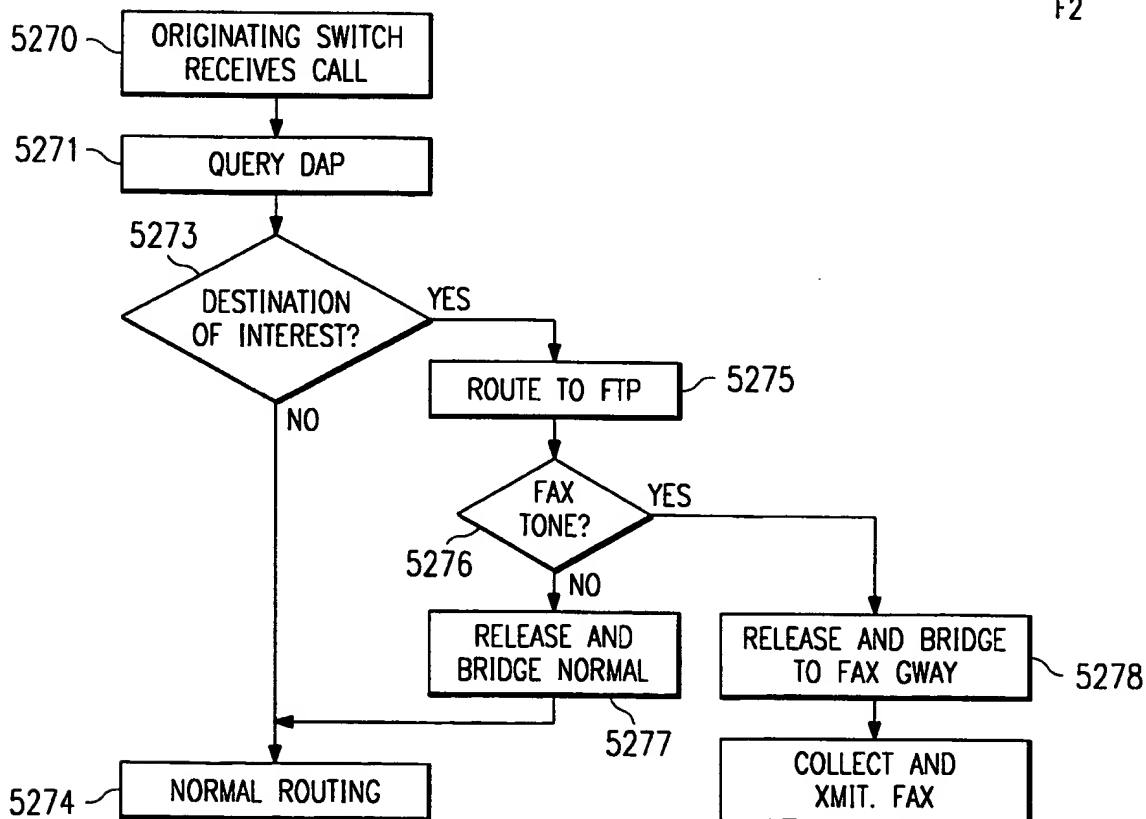 F2
5270
ORIGINATING SWITCH
RECEIVES CALL
5271
QUERY DAP
5273
DESTINATION
OF INTEREST?
YES
NO
ROUTE TO FTP
5275
FAX
TONE?
YES
5276
NO
RELEASE AND
BRIDGE NORMAL
5277
RELEASE AND BRIDGE
TO FAX GWAY
5278
5274
NORMAL ROUTING
COLLECT AND
XMIT. FAX